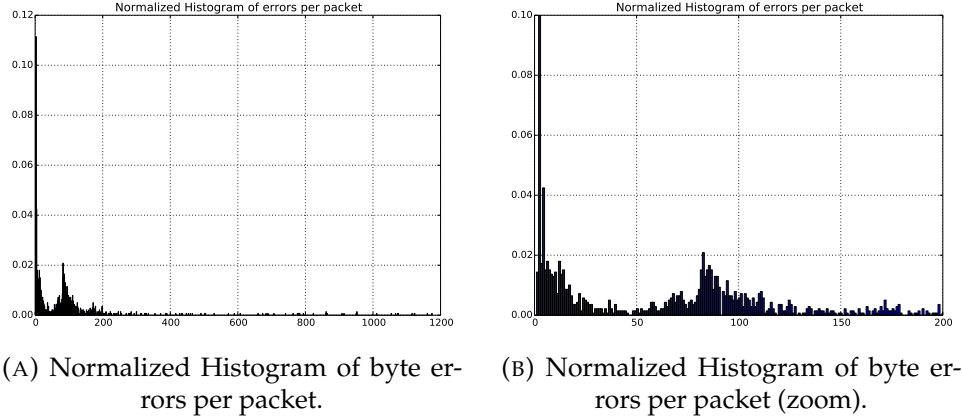 Normalized Histogram of errors per packet
0.12
0.10
0.08
0.06
0.04
0.02
0.00
0 200 400 600 800 1000 1200
(A) Normalized Histogram of byte er-
rors per packet.
Normalized Histogram of errors per packet
0.10
0.08
0.06
0.04
0.02
0.00
0 50 100 150 200
(B) Normalized Histogram of byte er-
rors per packet (zoom).